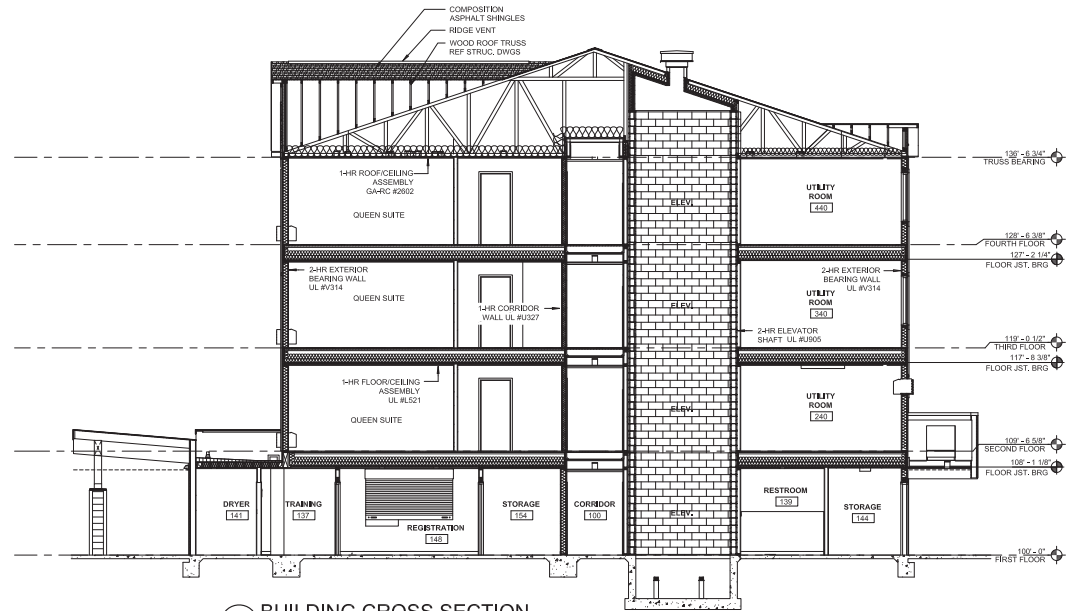 COMPOSITION
ASPHALT SHINGLES
RIDGE VENT
WOOD ROOF TRUSS
REF STRUC. DWGS
136' - 6 3/4"
TRUSS BEARING
1-HR ROOF/CEILING
ASSEMBLY
GA-RC #2602
QUEEN SUITE
ELEV.
UTILITY
ROOM
440
128' - 6 3/8"
FOURTH FLOOR
127' - 2 1/4"
FLOOR JST. BRG
2-HR EXTERIOR
BEARING WALL
UL #V314
QUEEN SUITE
1-HR CORRIDOR
WALL UL #U327
ELEV.
2-HR EXTERIOR
BEARING WALL
UL #V314
UTILITY
ROOM
340
2-HR ELEVATOR
SHAFT UL #U905
119' - 0 1/2"
THIRD FLOOR
117' - 8 3/8"
FLOOR JST. BRG
1-HR FLOOR/CEILING
ASSEMBLY
UL #L521
QUEEN SUITE
ELEV.
UTILITY
ROOM
240
109' - 6 5/8"
SECOND FLOOR
108' - 1 1/8"
FLOOR JST. BRG
DRYER
141
TRAINING
137
REGISTRATION
148
STORAGE
154
CORRIDOR
100
ELEV.
RESTROOM
139
STORAGE
144
100' - 0"
FIRST FLOOR
BUILDING CROSS SECTION